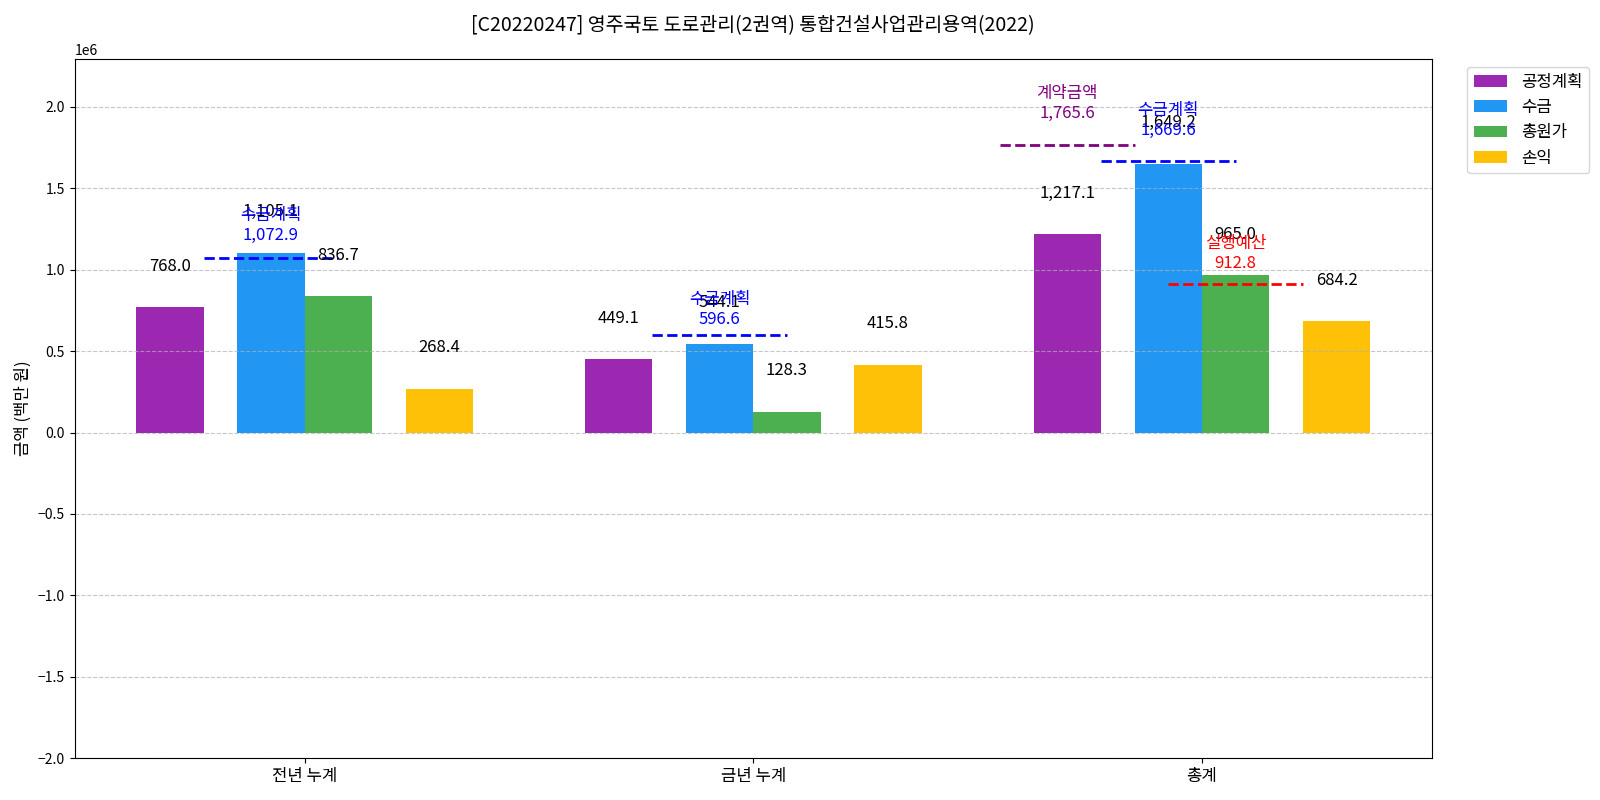 [C20220247] 영주국토 도로관리(2권역) 통합건설사업관리용역(2022)
1e6
금액 (백만 원)
2.0
1.5
1.0
0.5
0.0
−0.5
−1.0
−1.5
−2.0
768.0
1,105.1
수금계획
1,072.9
836.7
268.4
449.1
수금계획
544.1
596.6
128.3
415.8
계약금액
1,765.6
1,217.1
수금계획
1,649.2
1,669.6
965.0
실행예산
912.8
684.2
전년 누계
금년 누계
총계
공정계획
수금
총원가
손익